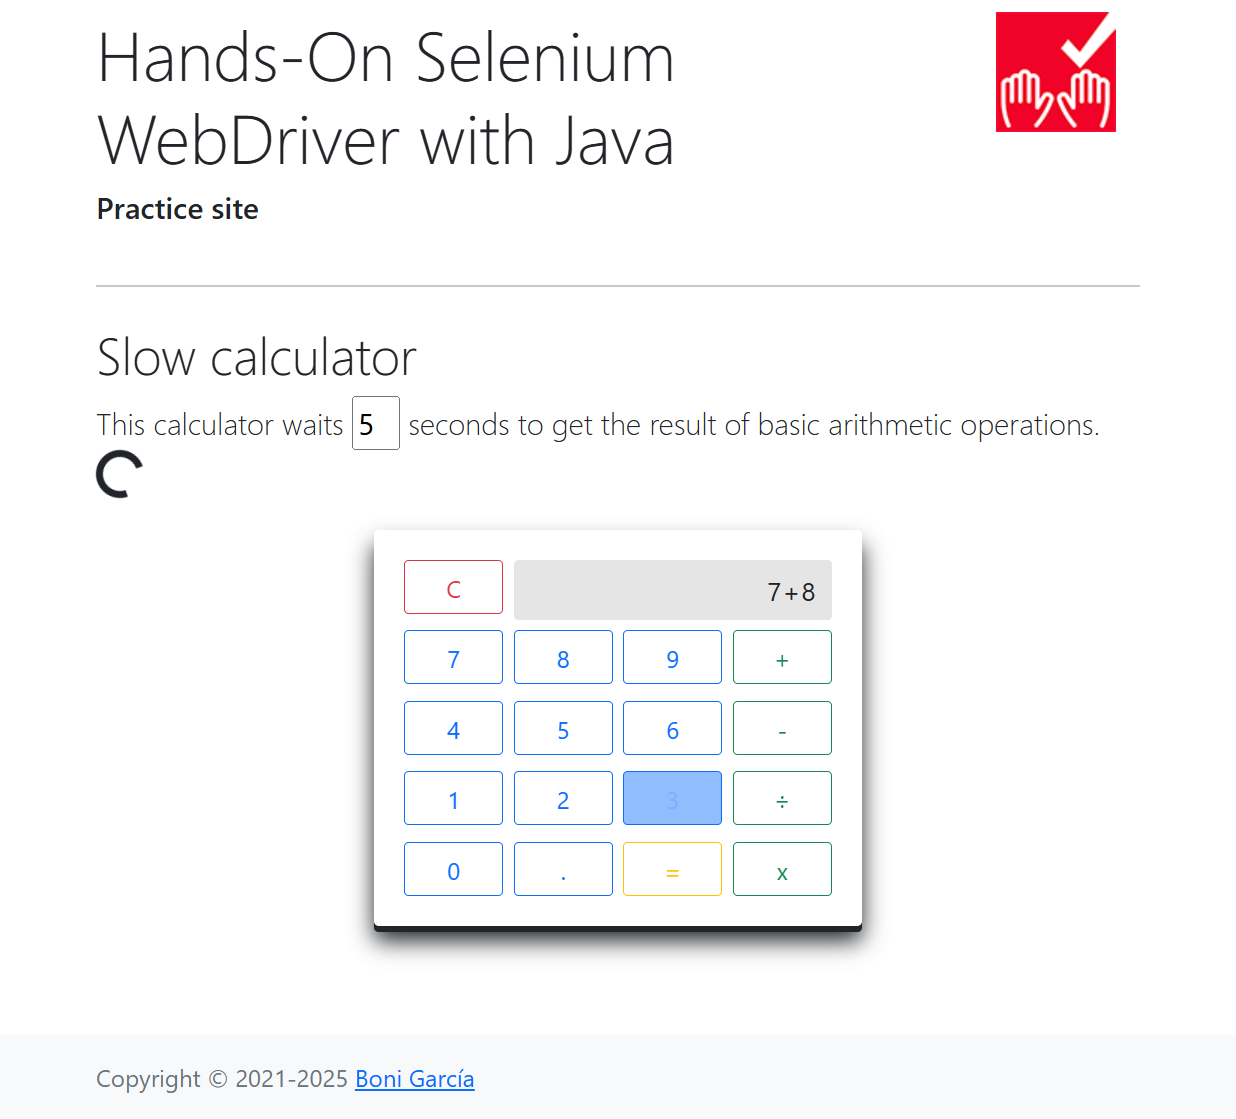 Hands-On Selenium
WebDriver with Java
Practice site
Slow calculator
This calculator waits 5 seconds to get the result of basic arithmetic operations.
C 7+8
7 8 9 +
4 5 6 -
1 2 3 ÷
0 . = x
Copyright © 2021-2025 Boni García